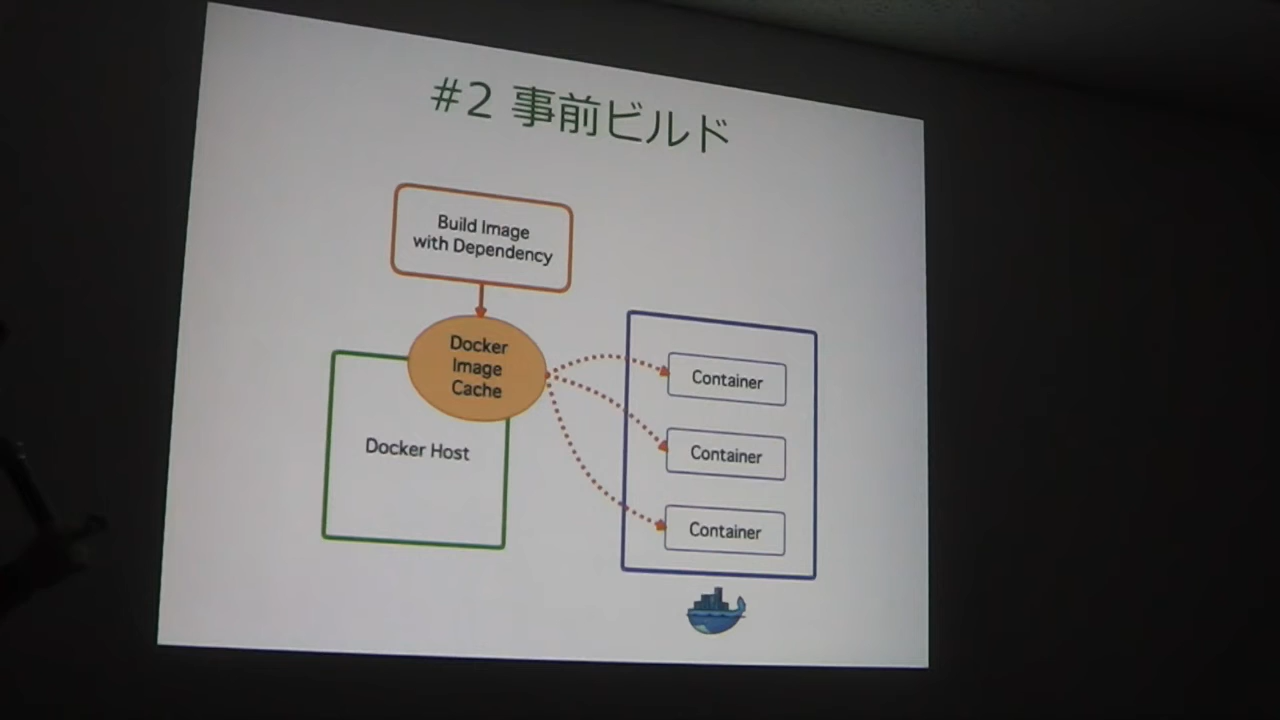 #2 事前ビルド
Build Image
with Dependency
Docker
Image
Cache
Docker Host
Container
Container
Container